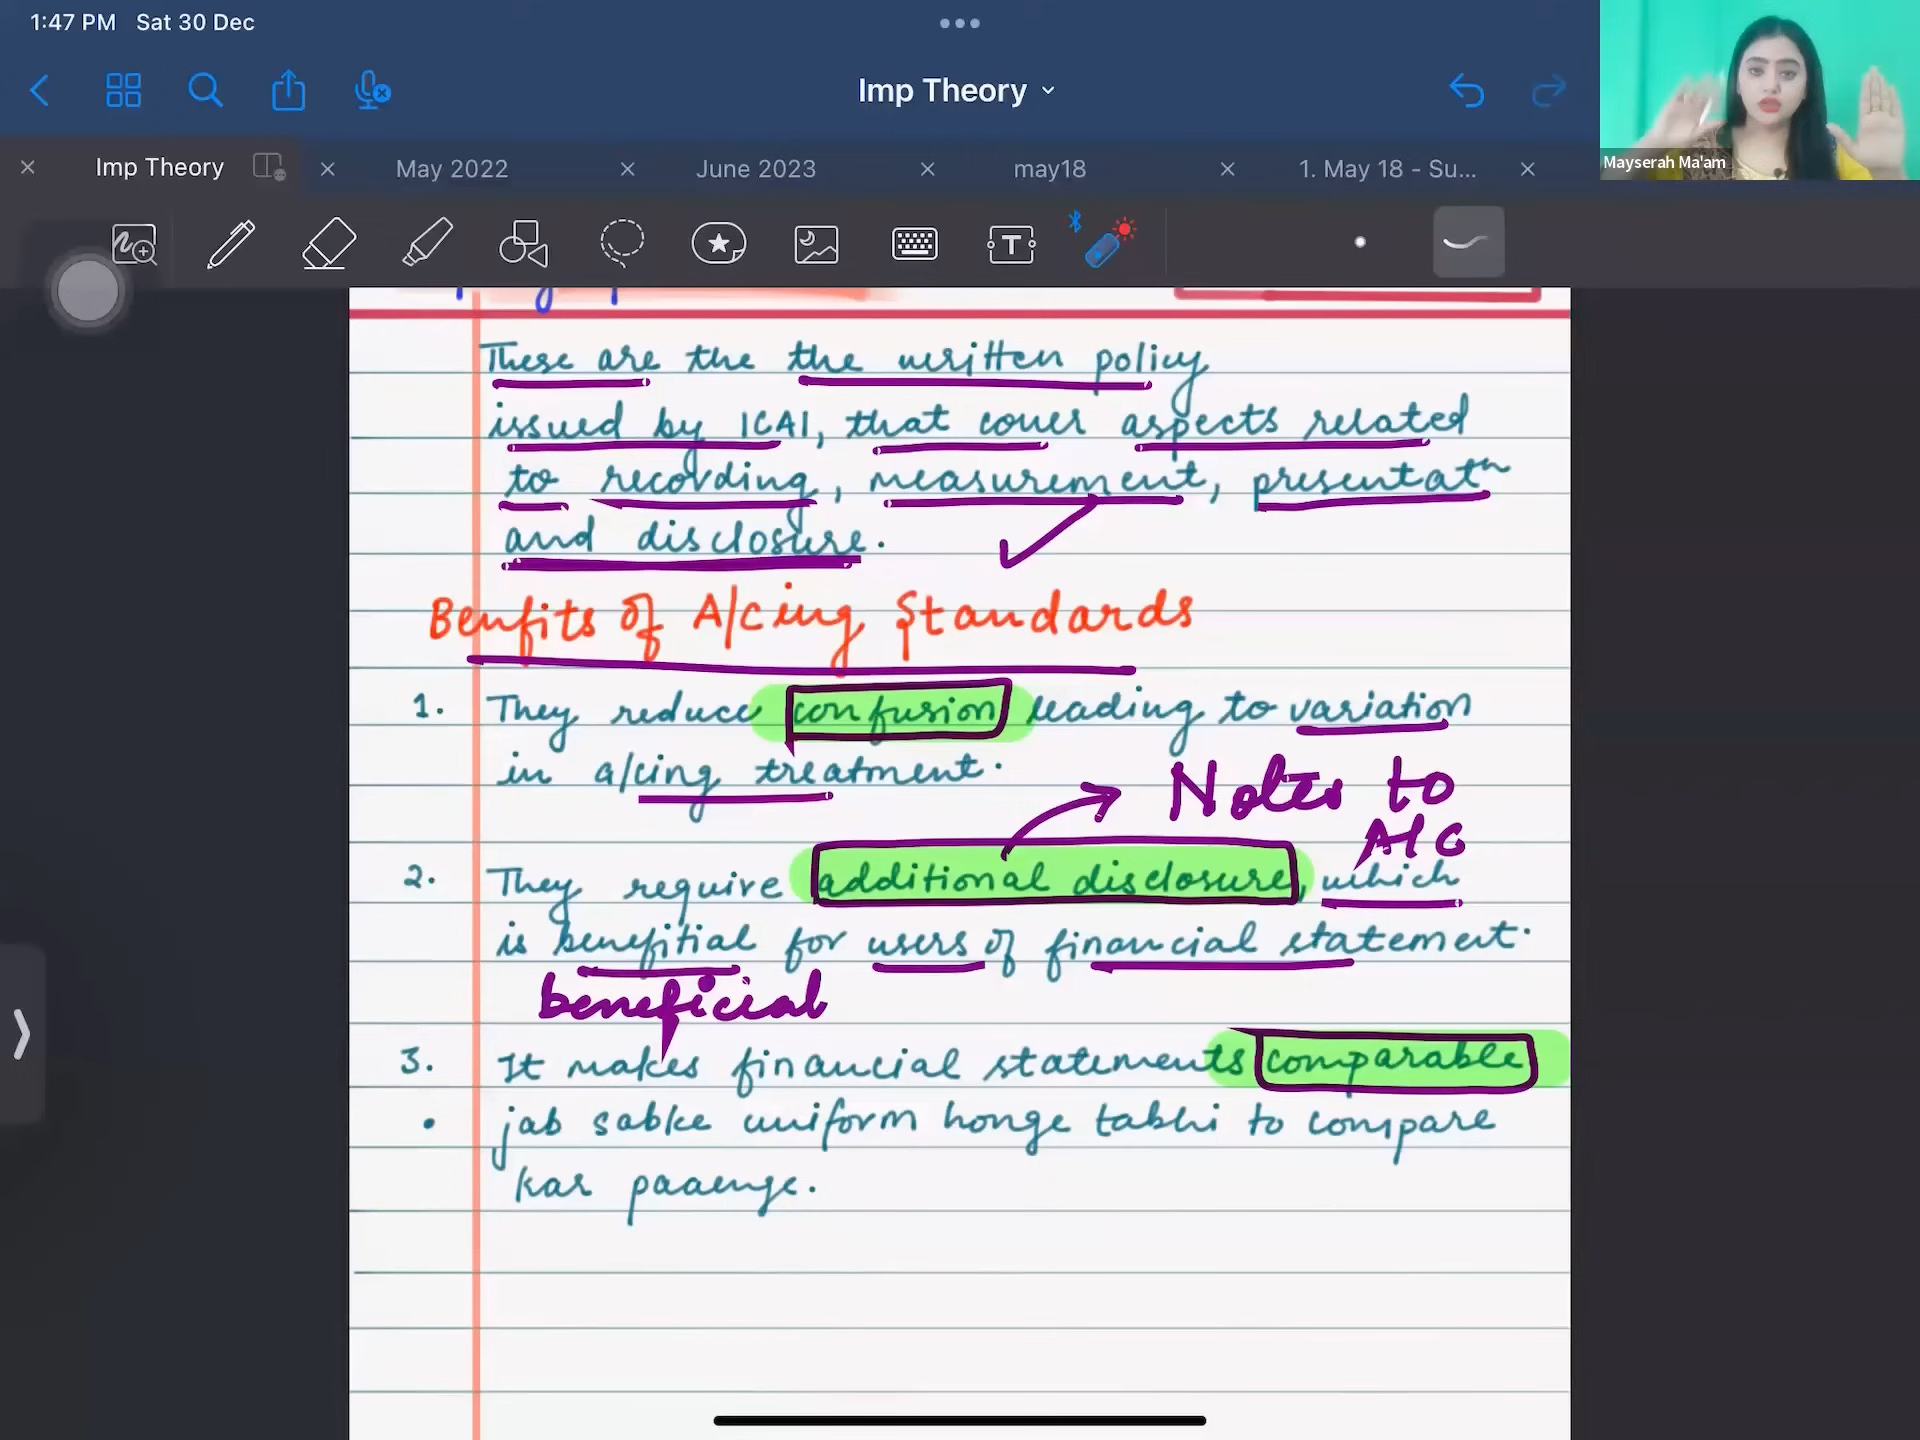 1:47 PM Sat 30 Dec
Imp Theory
Mayserah Ma'am
Imp Theory
May 2022
June 2023
may18
1. May 18 - Su...
These are the the written policy
issued by ICAI, that cover aspects related
to recording, measurement, presentatⁿ
and disclosure.
Benfits of A/cing Standards
1. They reduce confusion leading to variation
in a/cing treatment.
Notes to
A/C
2. They require additional disclosure, which
is benefitial for users of financial statement.
beneficial
3. It makes financial statements comparable
• jab sabke uniform honge tabhi to compare
kar paaenge.